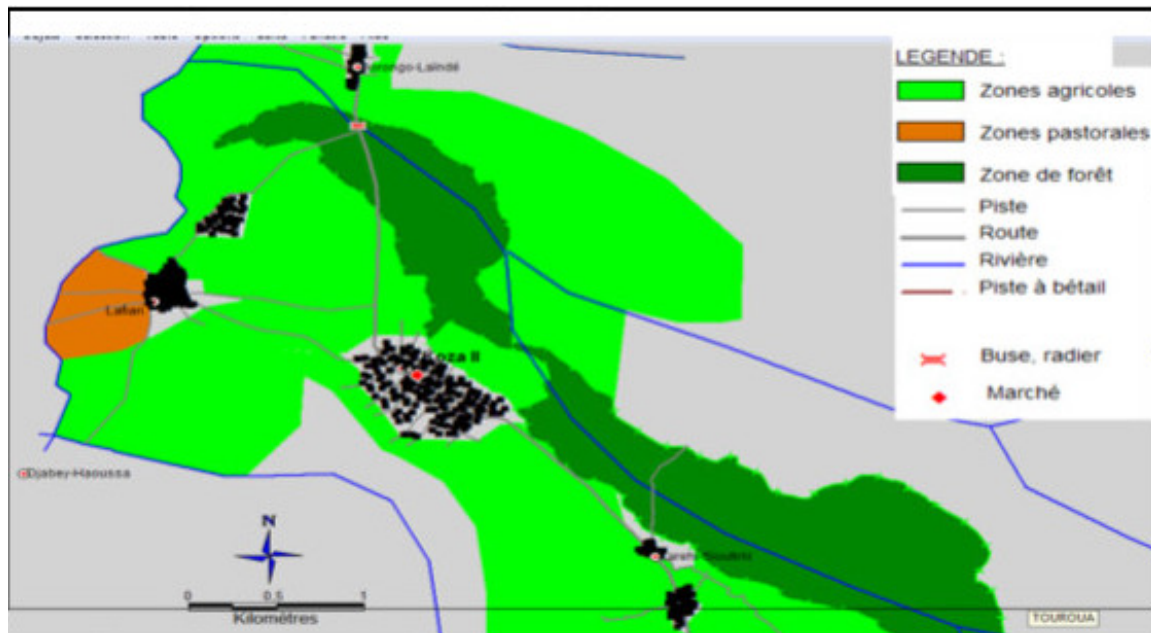 LEGENDE :
Zones agricoles
Zones pastorales
Zone de forêt
Piste
Route
Rivière
Piste à bétail
Buse, radier
Marché
Lafian
Djabey-Haoussa
N
0 0.5 1
Kilomètres
TOUROUA